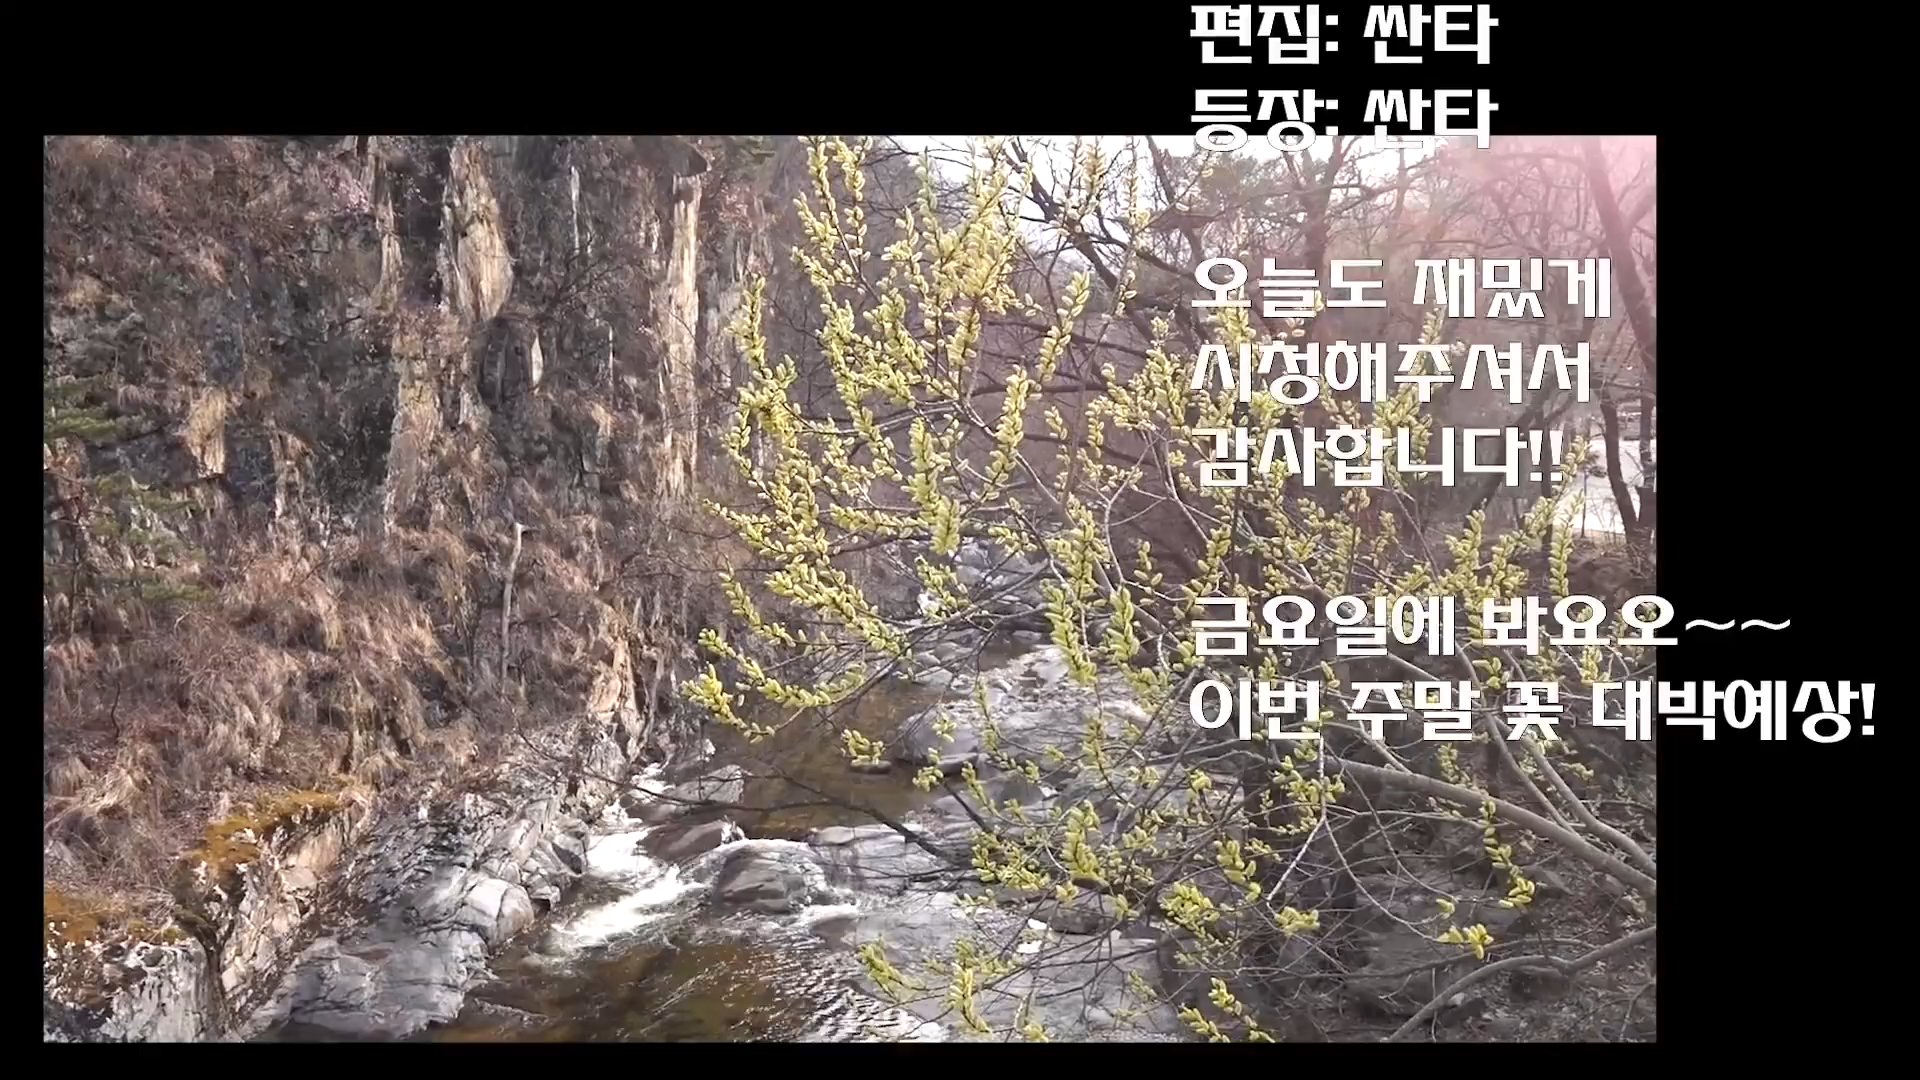 편집: 싼타
등장: 싼타
오늘도 재밌게
시청해주셔서
감사합니다!!
금요일에 봐요오~~
이번 주말 꽃 대박예상!